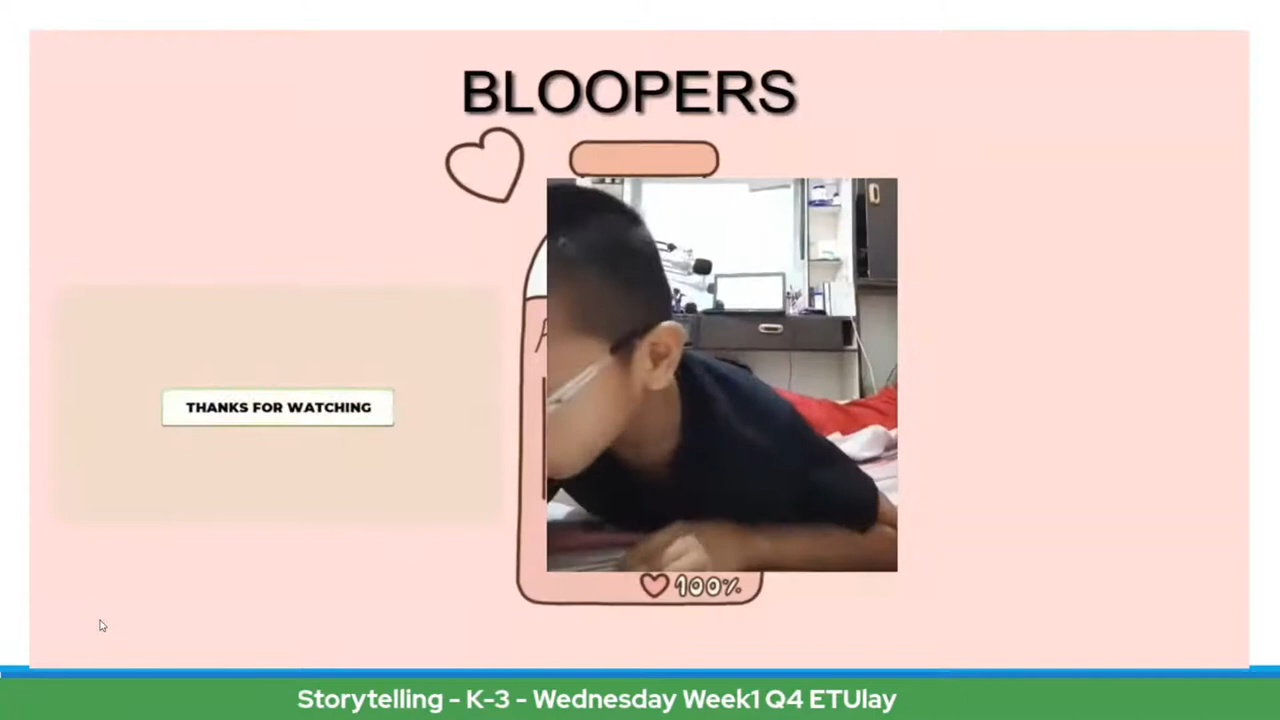 BLOOPERS
THANKS FOR WATCHING
100%
Storytelling - K-3 - Wednesday Week1 Q4 ETUlay